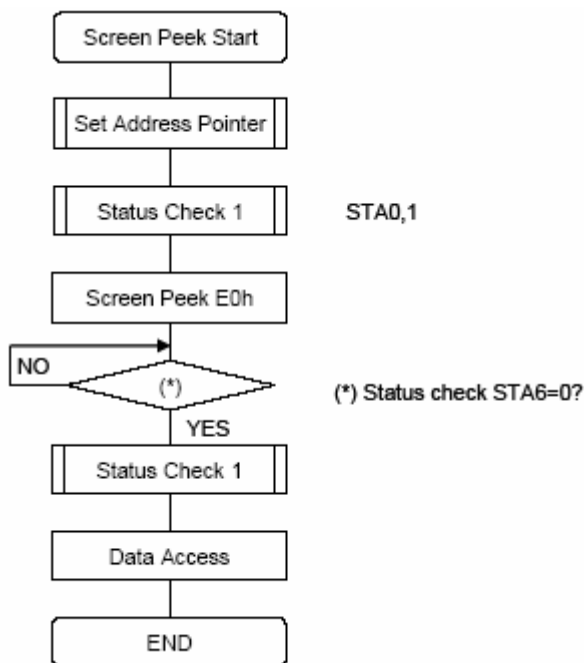 Screen Peek Start
Set Address Pointer
Status Check 1
STA0,1
Screen Peek E0h
NO
(*)
(*) Status check STA6=0?
YES
Status Check 1
Data Access
END